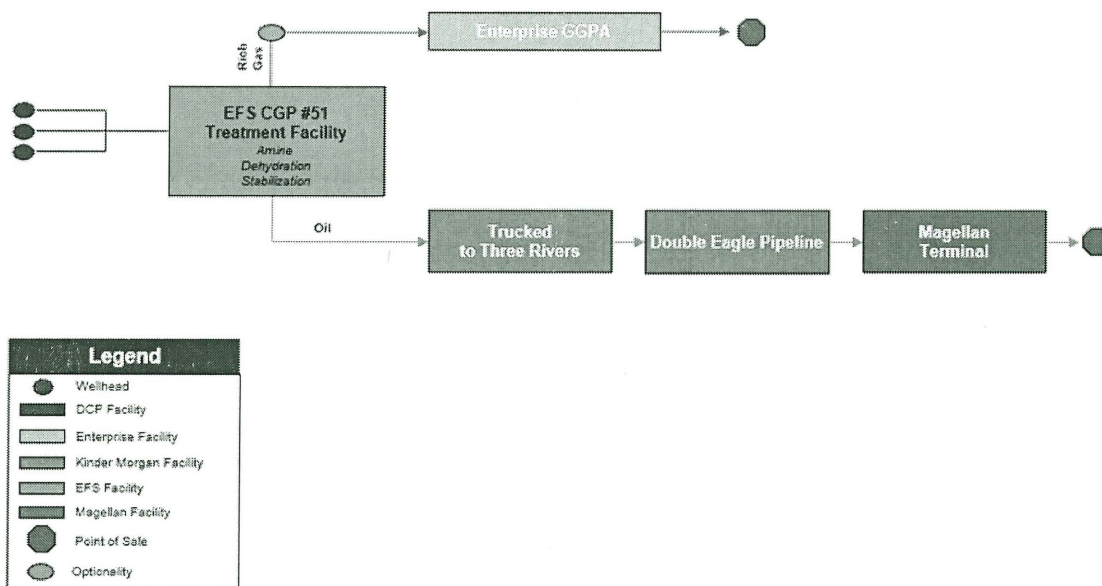 Rich
Gas
Enterprise GGPA
EFS CGP #51
Treatment Facility
Amine
Dehydration
Stabilization
Oil
Trucked
to Three Rivers
Double Eagle Pipeline
Magellan
Terminal
Legend
Wellhead
DCP Facility
Enterprise Facility
Kinder Morgan Facility
EFS Facility
Magellan Facility
Point of Sale
Optionality